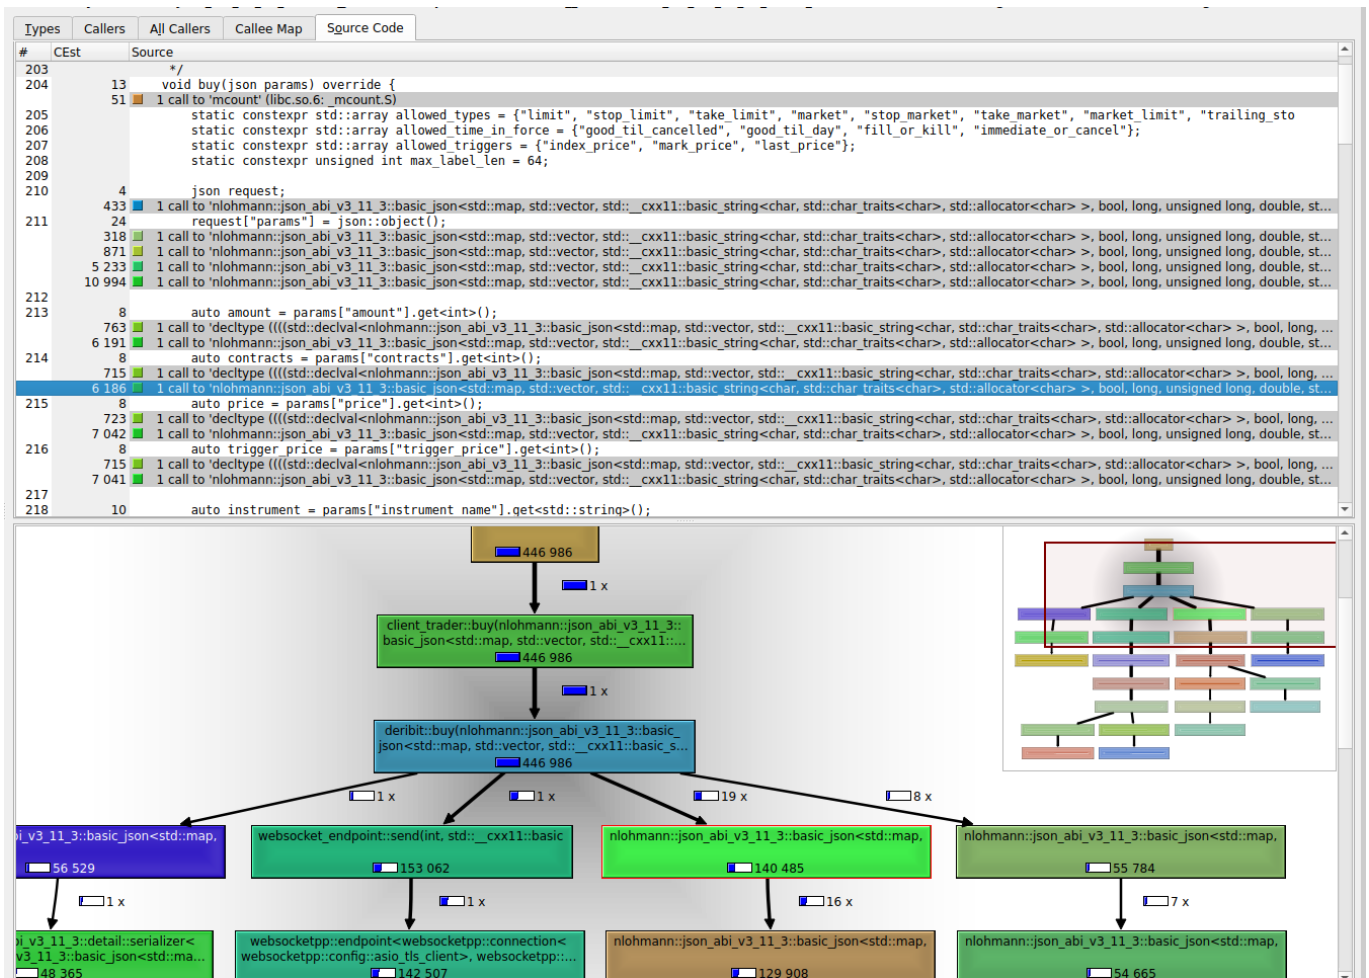 Types Callers All Callers Callee Map Source Code
# CEst Source
203 */
204 13 void buy(json params) override {
51 1 call to 'mcount' (libc.so.6: _mcount.S)
205 static constexpr std::array allowed_types = {"limit", "stop_limit", "take_limit", "market", "stop_market", "take_market", "market_limit", "trailing_sto
206 static constexpr std::array allowed_time_in_force = {"good_til_cancelled", "good_til_day", "fill_or_kill", "immediate_or_cancel"};
207 static constexpr std::array allowed_triggers = {"index_price", "mark_price", "last_price"};
208 static constexpr unsigned int max_label_len = 64;
209
210 4 json request;
433 1 call to 'nlohmann::json_abi_v3_11_3::basic_json<std::map, std::vector, std::__cxx11::basic_string<char, std::char_traits<char>, std::allocator<char> >, bool, long, unsigned long, double, st...
211 24 request["params"] = json::object();
318 1 call to 'nlohmann::json_abi_v3_11_3::basic_json<std::map, std::vector, std::__cxx11::basic_string<char, std::char_traits<char>, std::allocator<char> >, bool, long, unsigned long, double, st...
871 1 call to 'nlohmann::json_abi_v3_11_3::basic_json<std::map, std::vector, std::__cxx11::basic_string<char, std::char_traits<char>, std::allocator<char> >, bool, long, unsigned long, double, st...
5 233 1 call to 'nlohmann::json_abi_v3_11_3::basic_json<std::map, std::vector, std::__cxx11::basic_string<char, std::char_traits<char>, std::allocator<char> >, bool, long, unsigned long, double, st...
10 994 1 call to 'nlohmann::json_abi_v3_11_3::basic_json<std::map, std::vector, std::__cxx11::basic_string<char, std::char_traits<char>, std::allocator<char> >, bool, long, unsigned long, double, st...
212
213 8 auto amount = params["amount"].get<int>();
763 1 call to 'decltype ((((std::declval<nlohmann::json_abi_v3_11_3::basic_json<std::map, std::vector, std::__cxx11::basic_string<char, std::char_traits<char>, std::allocator<char> >, bool, long, ...
6 191 1 call to 'nlohmann::json_abi_v3_11_3::basic_json<std::map, std::vector, std::__cxx11::basic_string<char, std::char_traits<char>, std::allocator<char> >, bool, long, unsigned long, double, st...
214 8 auto contracts = params["contracts"].get<int>();
715 1 call to 'decltype ((((std::declval<nlohmann::json_abi_v3_11_3::basic_json<std::map, std::vector, std::__cxx11::basic_string<char, std::char_traits<char>, std::allocator<char> >, bool, long, ...
6 186 1 call to 'nlohmann::json_abi_v3_11_3::basic_json<std::map, std::vector, std::__cxx11::basic_string<char, std::char_traits<char>, std::allocator<char> >, bool, long, unsigned long, double, st...
215 8 auto price = params["price"].get<int>();
723 1 call to 'decltype ((((std::declval<nlohmann::json_abi_v3_11_3::basic_json<std::map, std::vector, std::__cxx11::basic_string<char, std::char_traits<char>, std::allocator<char> >, bool, long, ...
7 042 1 call to 'nlohmann::json_abi_v3_11_3::basic_json<std::map, std::vector, std::__cxx11::basic_string<char, std::char_traits<char>, std::allocator<char> >, bool, long, unsigned long, double, st...
216 8 auto trigger_price = params["trigger_price"].get<int>();
715 1 call to 'decltype ((((std::declval<nlohmann::json_abi_v3_11_3::basic_json<std::map, std::vector, std::__cxx11::basic_string<char, std::char_traits<char>, std::allocator<char> >, bool, long, ...
7 041 1 call to 'nlohmann::json_abi_v3_11_3::basic_json<std::map, std::vector, std::__cxx11::basic_string<char, std::char_traits<char>, std::allocator<char> >, bool, long, unsigned long, double, st...
217
218 10 auto instrument = params["instrument_name"].get<std::string>();
446 986
1 x
client_trader::buy(nlohmann::json_abi_v3_11_3::
basic_json<std::map, std::vector, std::__cxx11::...
446 986
1 x
deribit::buy(nlohmann::json_abi_v3_11_3::basic_
json<std::map, std::vector, std::__cxx11::basic_s...
446 986
1 x 1 x 19 x 8 x
bi_v3_11_3::basic_json<std::map,
56 529
websocket_endpoint::send(int, std::__cxx11::basic
153 062
nlohmann::json_abi_v3_11_3::basic_json<std::map,
140 485
nlohmann::json_abi_v3_11_3::basic_json<std::map,
55 784
1 x 1 x 16 x 7 x
bi_v3_11_3::detail::serializer<
_v3_11_3::basic_json<std::ma...
48 365
websocketpp::endpoint<websocketpp::connection<
websocketpp::config::asio_tls_client>, websocketpp::...
142 507
nlohmann::json_abi_v3_11_3::basic_json<std::map,
129 908
nlohmann::json_abi_v3_11_3::basic_json<std::map,
54 665